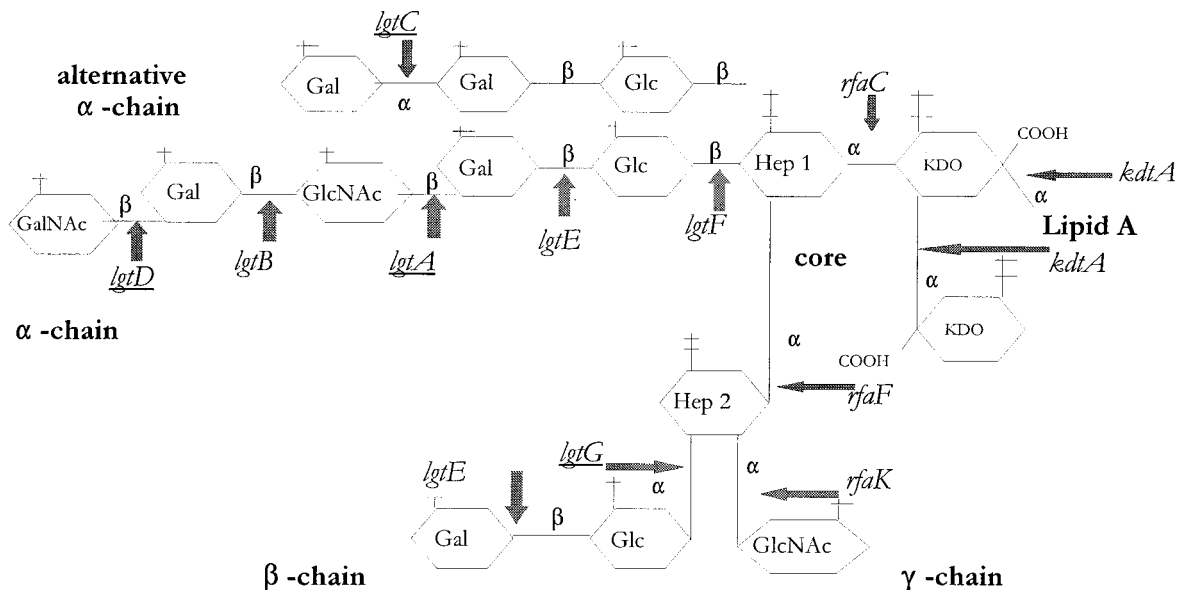 lgtC
alternative
α -chain
Gal
α
Gal
β
Glc
β
rfaC
GalNAc
β
Gal
β
GlcNAc
β
Gal
β
Glc
β
Hep 1
α
KDO
COOH
α
kdtA
Lipid A
lgtD
lgtB
lgtA
lgtE
lgtF
core
kdtA
α
α -chain
KDO
COOH
α
rfaF
Hep 2
lgtE
lgtG
α
α
rfaK
Gal
β
Glc
GlcNAc
β -chain
γ -chain